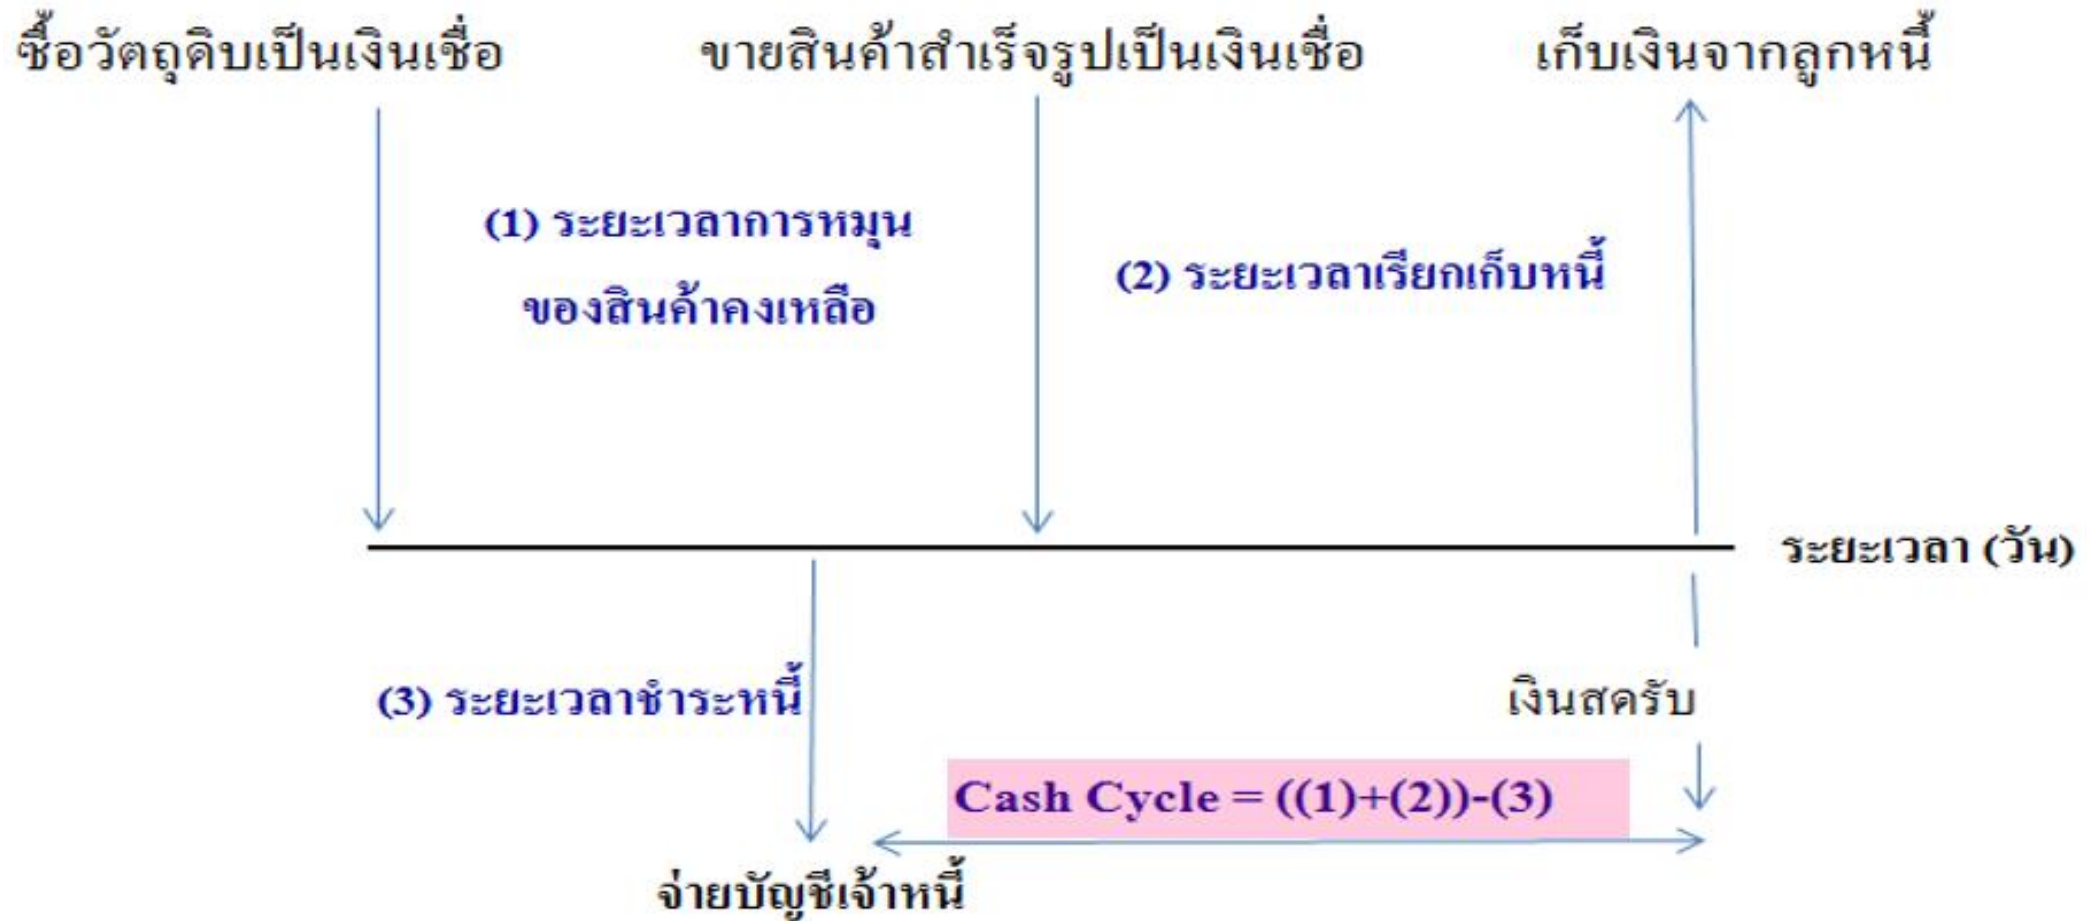 ซื้อวัตถุดิบเป็นเงินเชื่อ
ขายสินค้าสำเร็จรูปเป็นเงินเชื่อ
เก็บเงินจากลูกหนี้
(1) ระยะเวลาการหมุน
ของสินค้าคงเหลือ
(2) ระยะเวลาเรียกเก็บหนี้
ระยะเวลา (วัน)
(3) ระยะเวลาชำระหนี้
เงินสดรับ
Cash Cycle = ((1)+(2))-(3)
จ่ายบัญชีเจ้าหนี้